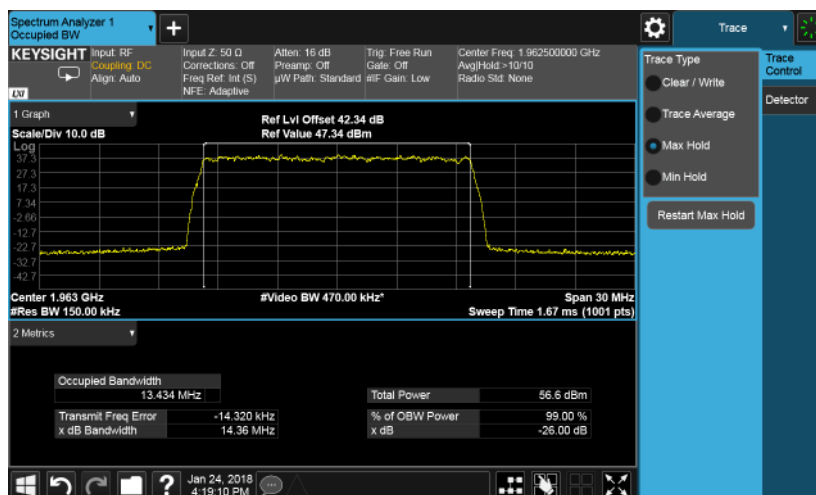 Spectrum Analyzer 1
Occupied BW
Trace
KEYSIGHT
Input: RF
Coupling: DC
Align: Auto
Input Z: 50 Ω
Corrections: Off
Freq Ref: Int (S)
NFE: Adaptive
Atten: 16 dB
Preamp: Off
µW Path: Standard
Trig: Free Run
Gate: Off
#IF Gain: Low
Center Freq: 1.962500000 GHz
Avg|Hold:>10/10
Radio Std: None
LXI
Trace Type
Clear / Write
Trace Average
Max Hold
Min Hold
Restart Max Hold
Trace
Control
Detector
1 Graph
Scale/Div 10.0 dB
Ref Lvl Offset 42.34 dB
Ref Value 47.34 dBm
Log
37.3
27.3
17.3
7.34
-2.66
-12.7
-22.7
-32.7
-42.7
Center 1.963 GHz
#Video BW 470.00 kHz*
Span 30 MHz
#Res BW 150.00 kHz
Sweep Time 1.67 ms (1001 pts)
2 Metrics
Occupied Bandwidth
13.434 MHz
Total Power 56.6 dBm
Transmit Freq Error -14.320 kHz
% of OBW Power 99.00 %
x dB Bandwidth 14.36 MHz
x dB -26.00 dB
?
Jan 24, 2018
4:19:10 PM